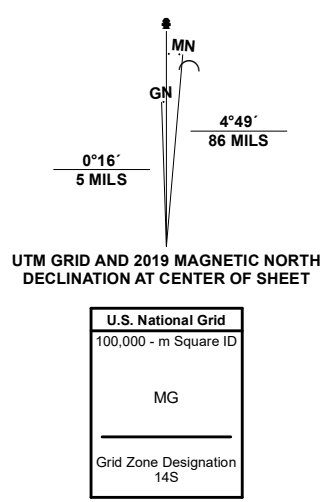 MN
GN
4°49´
86 MILS
0°16´
5 MILS
UTM GRID AND 2019 MAGNETIC NORTH
DECLINATION AT CENTER OF SHEET
U.S. National Grid
100,000 - m Square ID
MG
Grid Zone Designation
14S